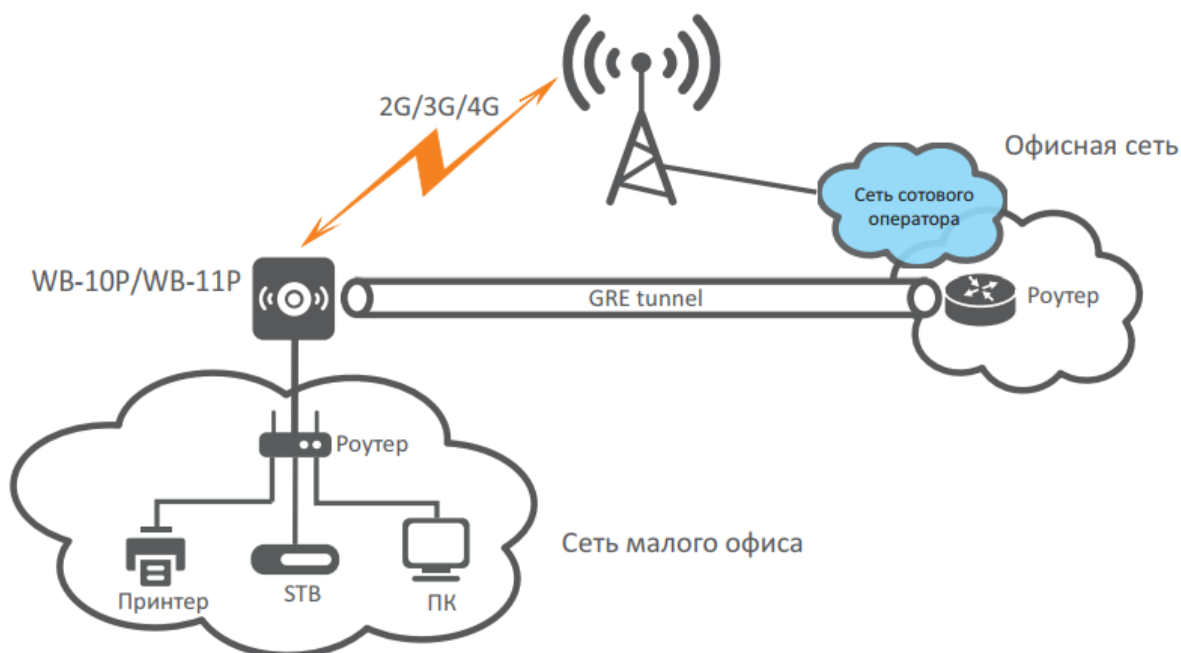 2G/3G/4G
Офисная сеть
Сеть сотового
оператора
WB-10P/WB-11P
GRE tunnel
Роутер
Роутер
Сеть малого офиса
Принтер
STB
ПК